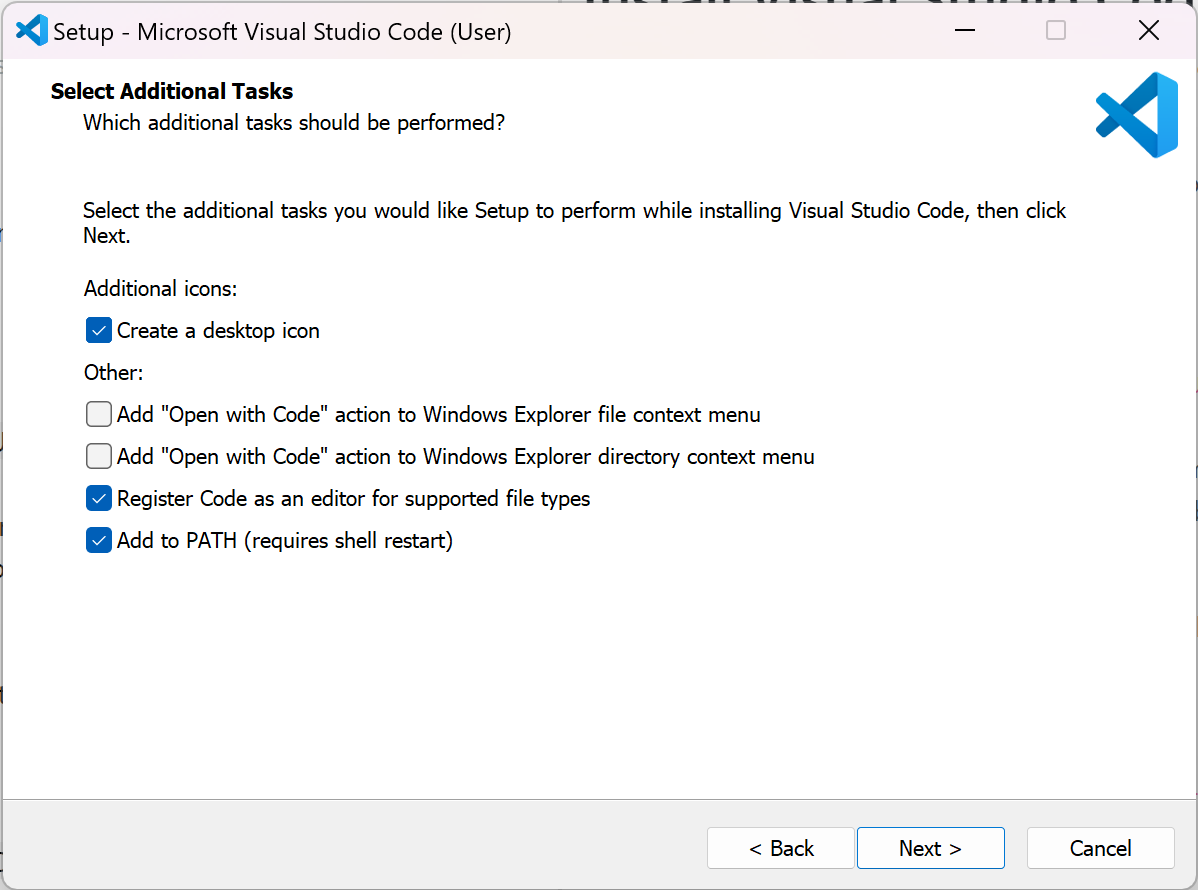 Setup - Microsoft Visual Studio Code (User)
Select Additional Tasks
Which additional tasks should be performed?
Select the additional tasks you would like Setup to perform while installing Visual Studio Code, then click
Next.
Additional icons:
Create a desktop icon
Other:
Add "Open with Code" action to Windows Explorer file context menu
Add "Open with Code" action to Windows Explorer directory context menu
Register Code as an editor for supported file types
Add to PATH (requires shell restart)
< Back
Next >
Cancel